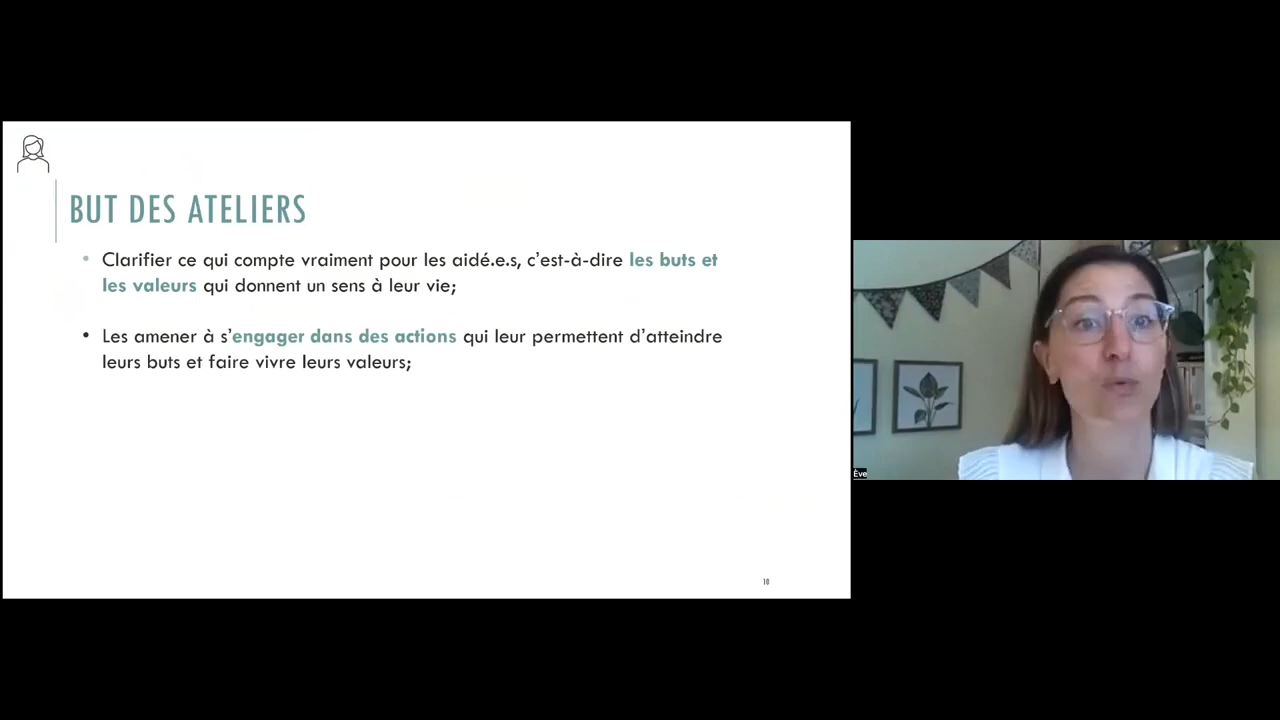 BUT DES ATELIERS
• Clarifier ce qui compte vraiment pour les aidé.e.s, c’est-à-dire les buts et
les valeurs qui donnent un sens à leur vie;
• Les amener à s’engager dans des actions qui leur permettent d’atteindre
leurs buts et faire vivre leurs valeurs;
10
Ève